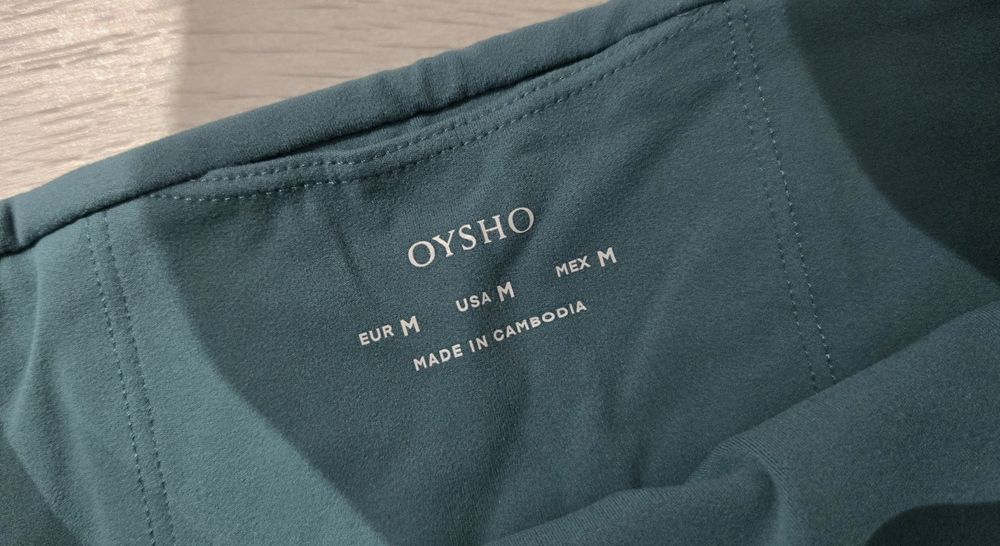 OYSHO
EUR M USA M MEX M
MADE IN CAMBODIA